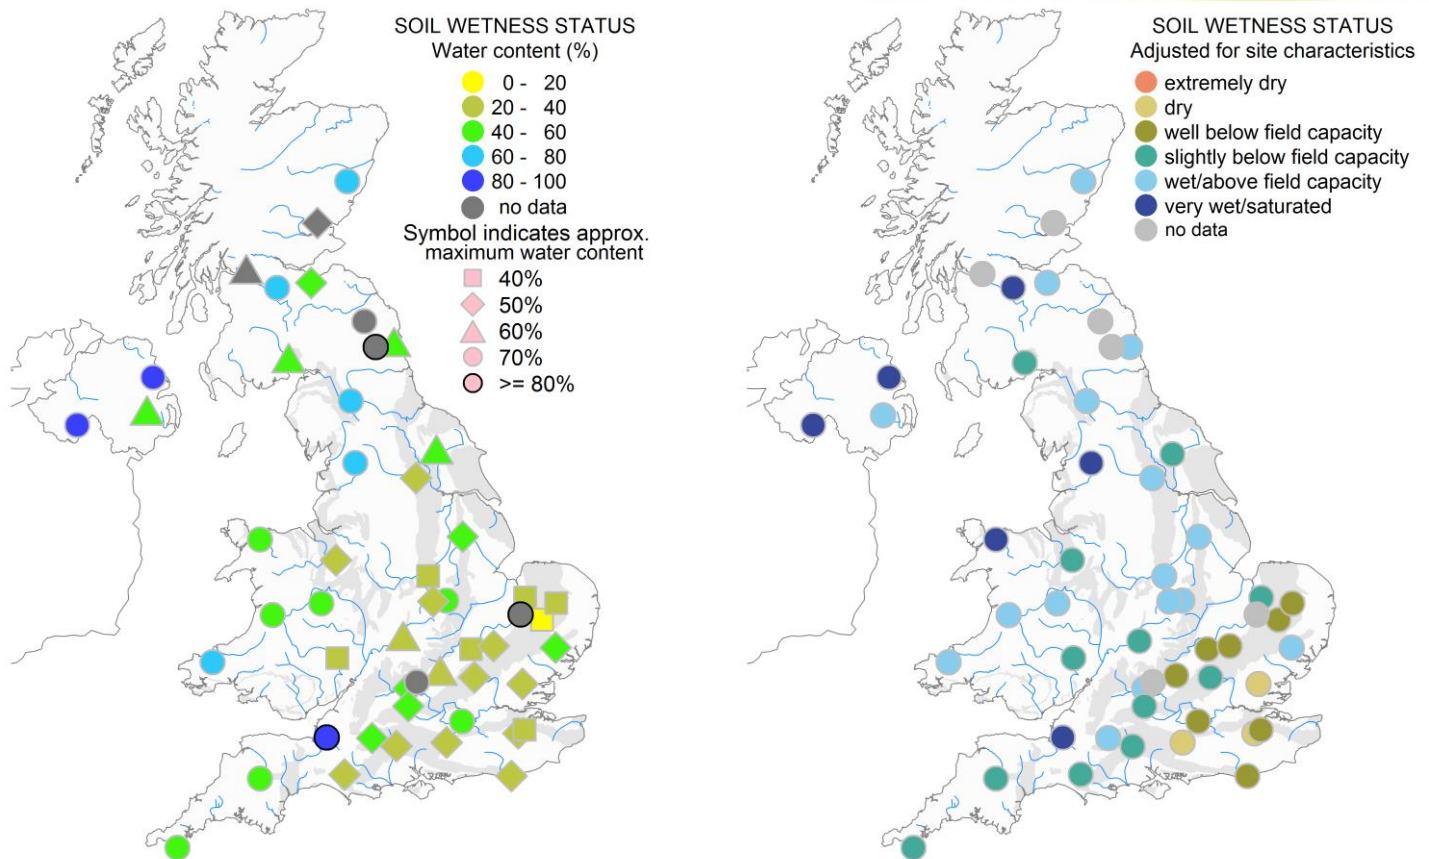 SOIL WETNESS STATUS
Water content (%)
0 - 20
20 - 40
40 - 60
60 - 80
80 - 100
no data
Symbol indicates approx.
maximum water content
40%
50%
60%
70%
>= 80%
SOIL WETNESS STATUS
Adjusted for site characteristics
extremely dry
dry
well below field capacity
slightly below field capacity
wet/above field capacity
very wet/saturated
no data